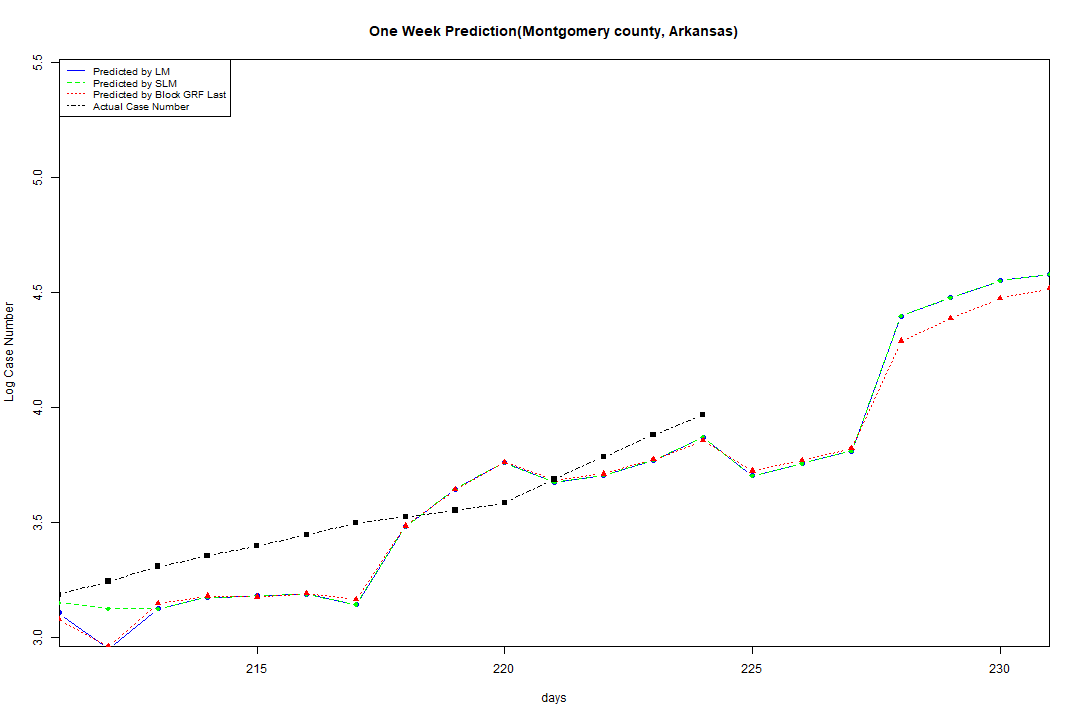 One Week Prediction(Montgomery county, Arkansas)
Predicted by LM
Predicted by SLM
Predicted by Block GRF Last
Actual Case Number
5.5
5.0
4.5
4.0
3.5
3.0
Log Case Number
215
220
225
230
days